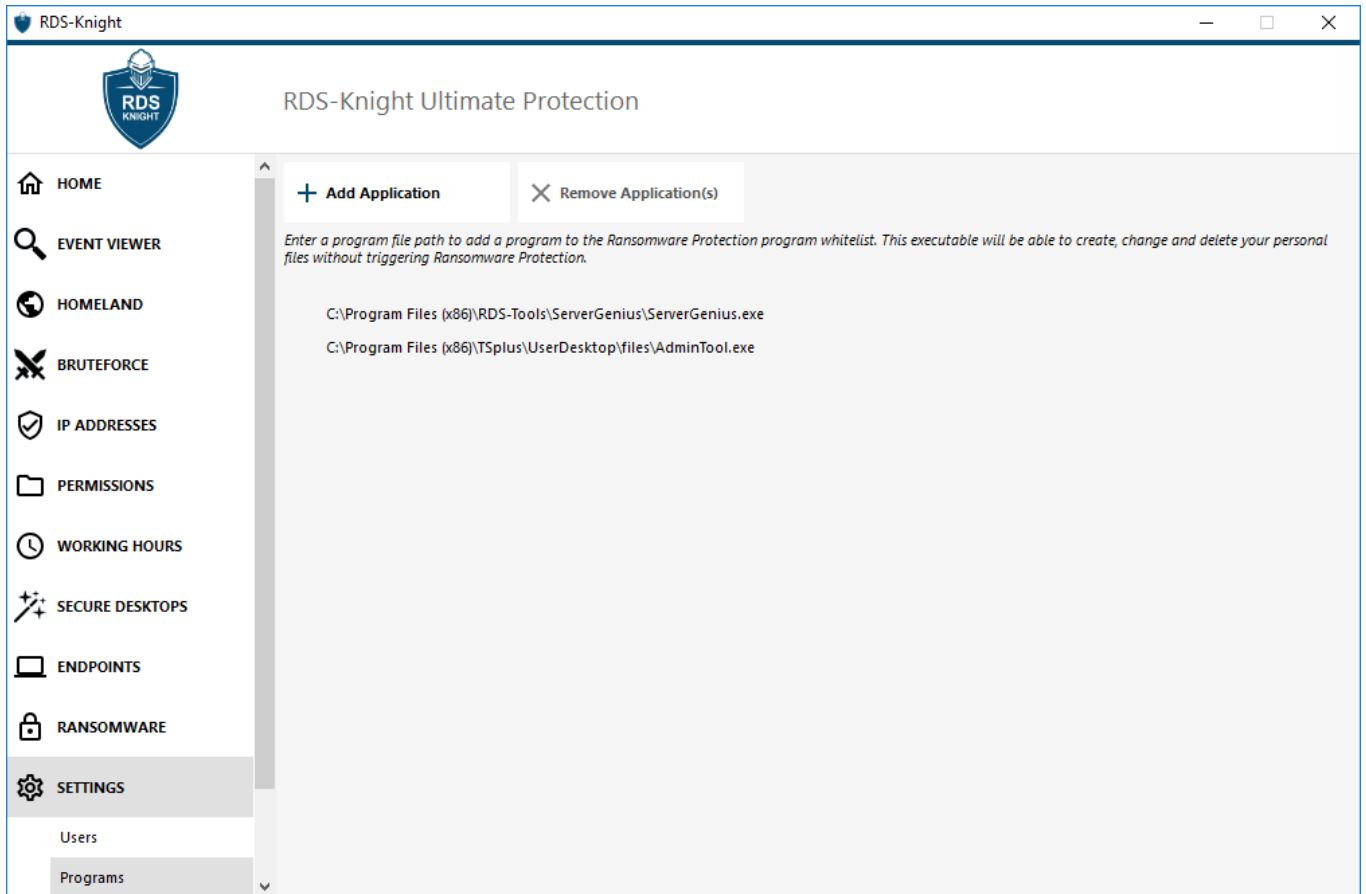 RDS-Knight
RDS
KNIGHT
RDS-Knight Ultimate Protection
HOME
EVENT VIEWER
HOMELAND
BRUTEFORCE
IP ADDRESSES
PERMISSIONS
WORKING HOURS
SECURE DESKTOPS
ENDPOINTS
RANSOMWARE
SETTINGS
Users
Programs
Add Application
Remove Application(s)
Enter a program file path to add a program to the Ransomware Protection program whitelist. This executable will be able to create, change and delete your personal
files without triggering Ransomware Protection.
C:\Program Files (x86)\RDS-Tools\ServerGenius\ServerGenius.exe
C:\Program Files (x86)\TSplus\UserDesktop\files\AdminTool.exe